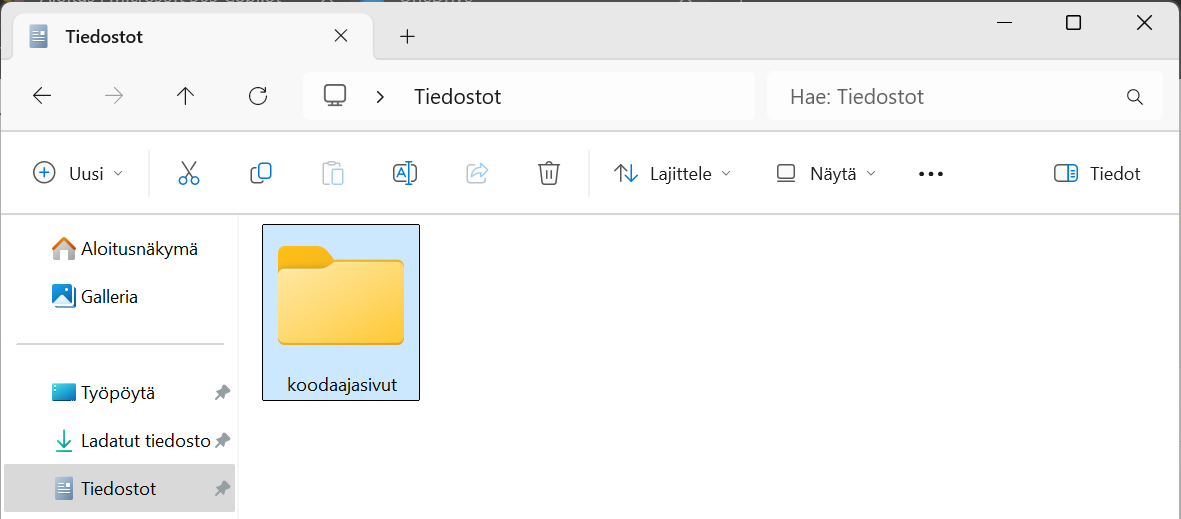 Tiedostot
Tiedostot
Hae: Tiedostot
Uusi
Lajittele
Näytä
Tiedot
Aloitusnäkymä
Galleria
Työpöytä
Ladatut tiedosto
Tiedostot
koodaajasivut